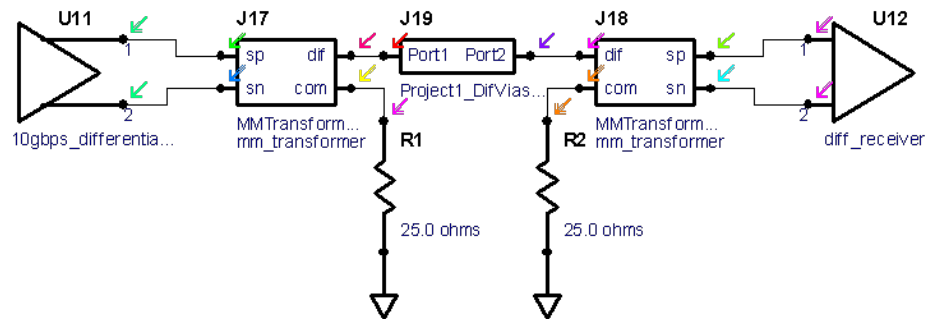 U11
J17
J19
J18
U12
1
2
sp
dif
sn
com
Port1
Port2
dif
sp
com
sn
1
2
10gbps_differentia...
MMTransform...
mm_transformer
Project1_DifVias...
MMTransform...
mm_transformer
diff_receiver
R1
R2
25.0 ohms
25.0 ohms